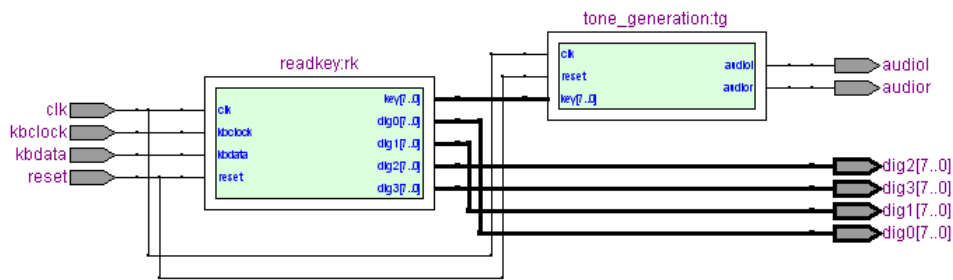 tone_generation:tg
clk
reset
key[7..0]
audiol
audior
audiol
audior
readkey:rk
clk
kbclock
kbdata
reset
clk
kbclock
kbdata
reset
key[7..0]
dig0[7..0]
dig1[7..0]
dig2[7..0]
dig3[7..0]
dig2[7..0]
dig3[7..0]
dig1[7..0]
dig0[7..0]